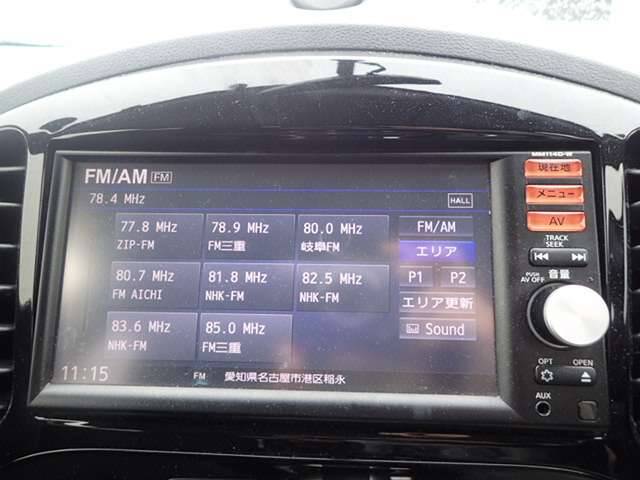 MM114D-W
FM/AM FM
78.4 MHz
HALL
77.8 MHz
ZIP-FM
78.9 MHz
FM三重
80.0 MHz
岐阜FM
80.7 MHz
FM AICHI
81.8 MHz
NHK-FM
82.5 MHz
NHK-FM
83.6 MHz
NHK-FM
85.0 MHz
FM三重
FM/AM
エリア
P1 P2
エリア更新
Sound
11:15
FM 愛知県名古屋市港区稲永
現在地
メニュー
AV
TRACK
SEEK
PUSH
AV OFF
音量
OPT OPEN
AUX